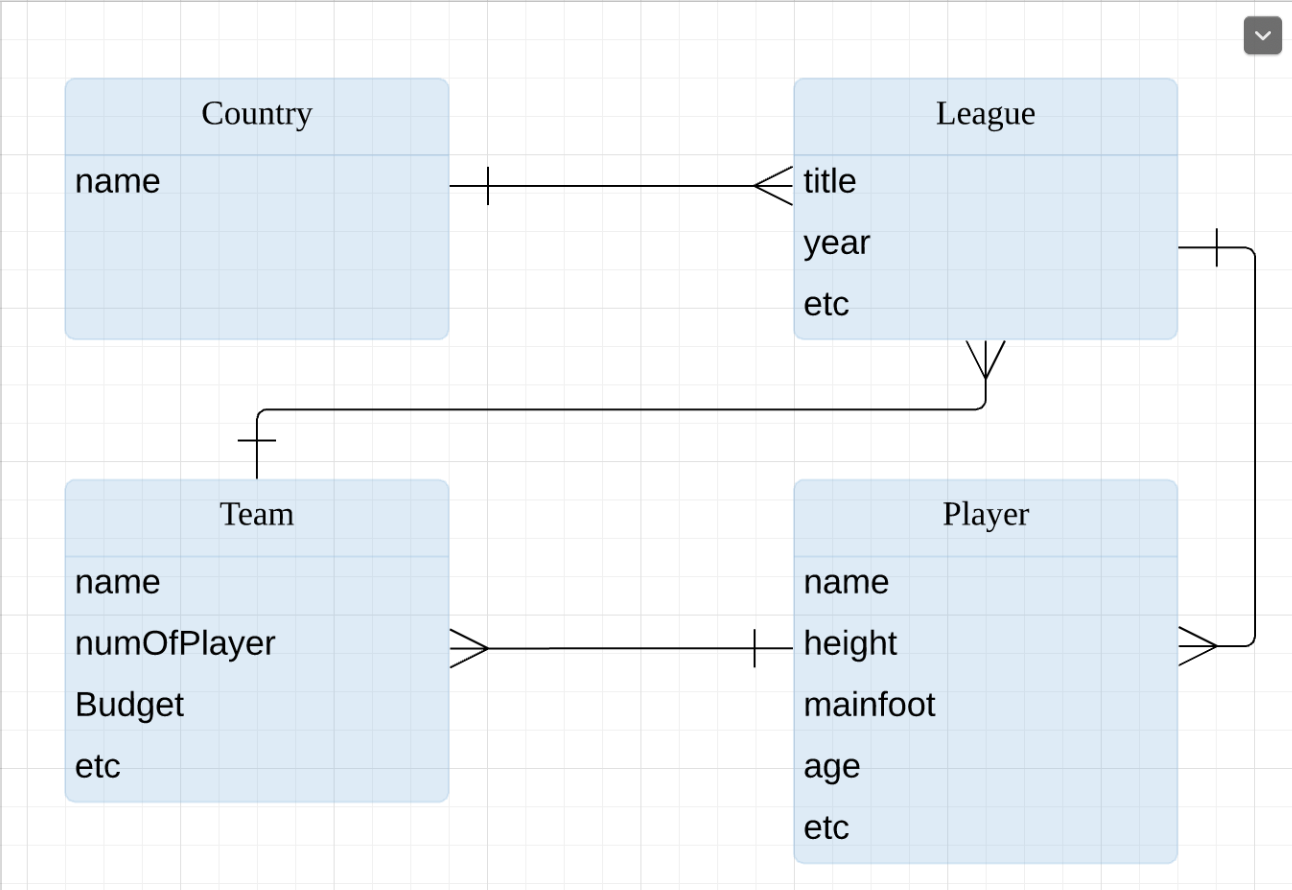 Country
name
League
title
year
etc
Team
name
numOfPlayer
Budget
etc
Player
name
height
mainfoot
age
etc